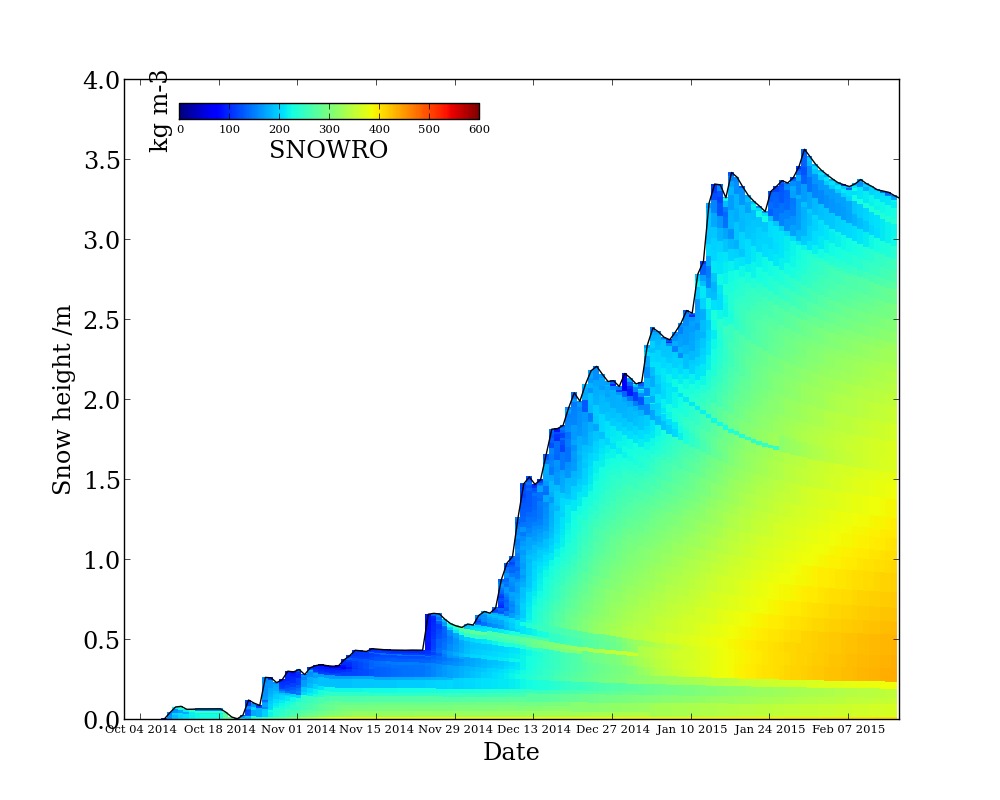 4.0
kg m-3
0 100 200 300 400 500 600
SNOWRO
3.5
3.0
2.5
Snow height /m
2.0
1.5
1.0
0.5
0.0
Oct 04 2014 Oct 18 2014 Nov 01 2014 Nov 15 2014 Nov 29 2014 Dec 13 2014 Dec 27 2014 Jan 10 2015 Jan 24 2015 Feb 07 2015
Date